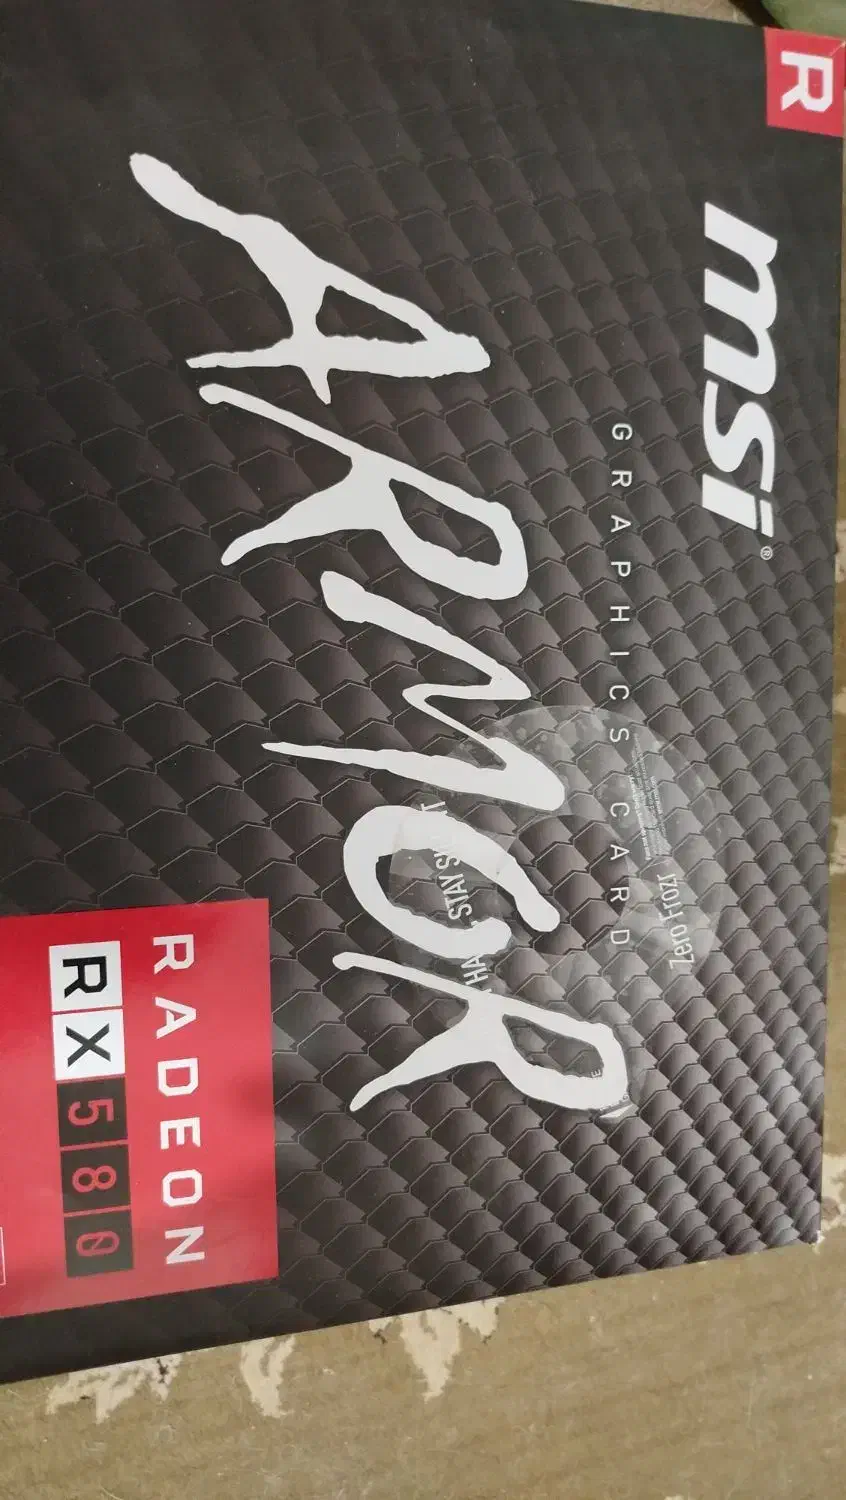 R
msi®
GRAPHICS CARD
ARMOR
Zero Frozr
RADEON
RX 580